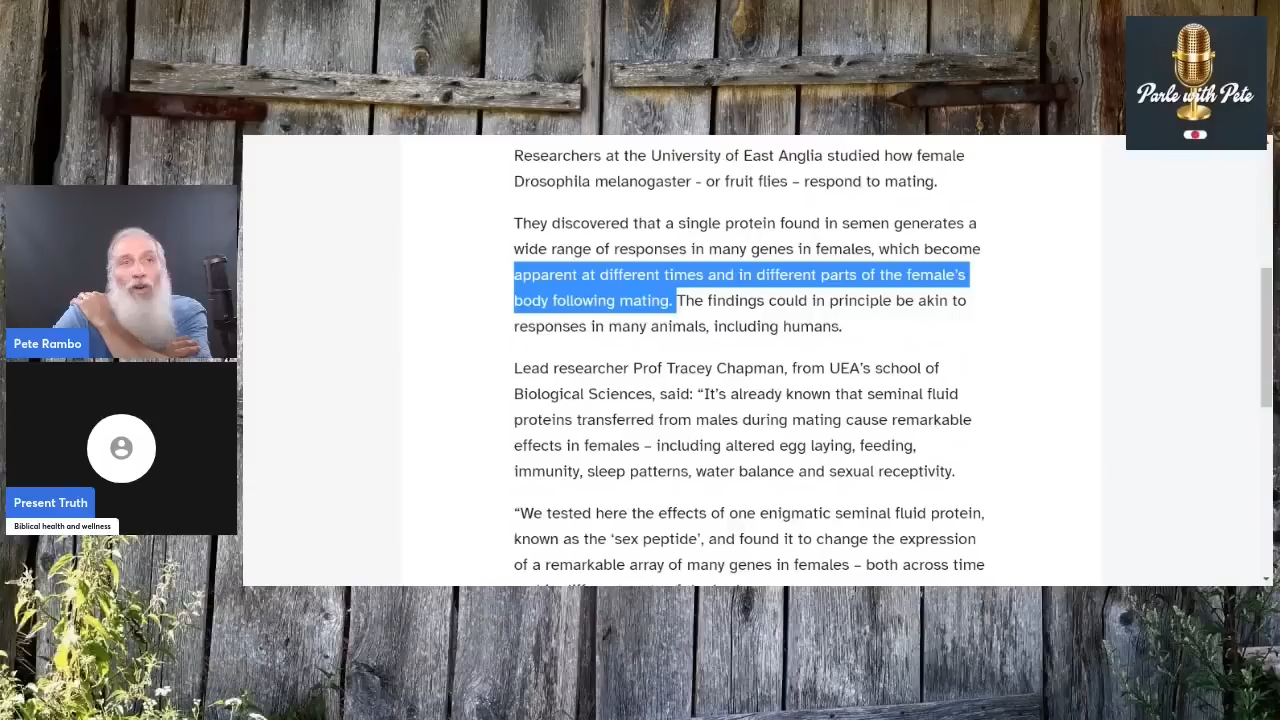 Parle with Pete
Researchers at the University of East Anglia studied how female
Drosophila melanogaster - or fruit flies – respond to mating.
They discovered that a single protein found in semen generates a
wide range of responses in many genes in females, which become
apparent at different times and in different parts of the female’s
body following mating. The findings could in principle be akin to
responses in many animals, including humans.
Lead researcher Prof Tracey Chapman, from UEA’s school of
Biological Sciences, said: “It’s already known that seminal fluid
proteins transferred from males during mating cause remarkable
effects in females – including altered egg laying, feeding,
immunity, sleep patterns, water balance and sexual receptivity.
“We tested here the effects of one enigmatic seminal fluid protein,
known as the ‘sex peptide’, and found it to change the expression
of a remarkable array of many genes in females – both across time
Pete Rambo
Present Truth
Biblical health and wellness